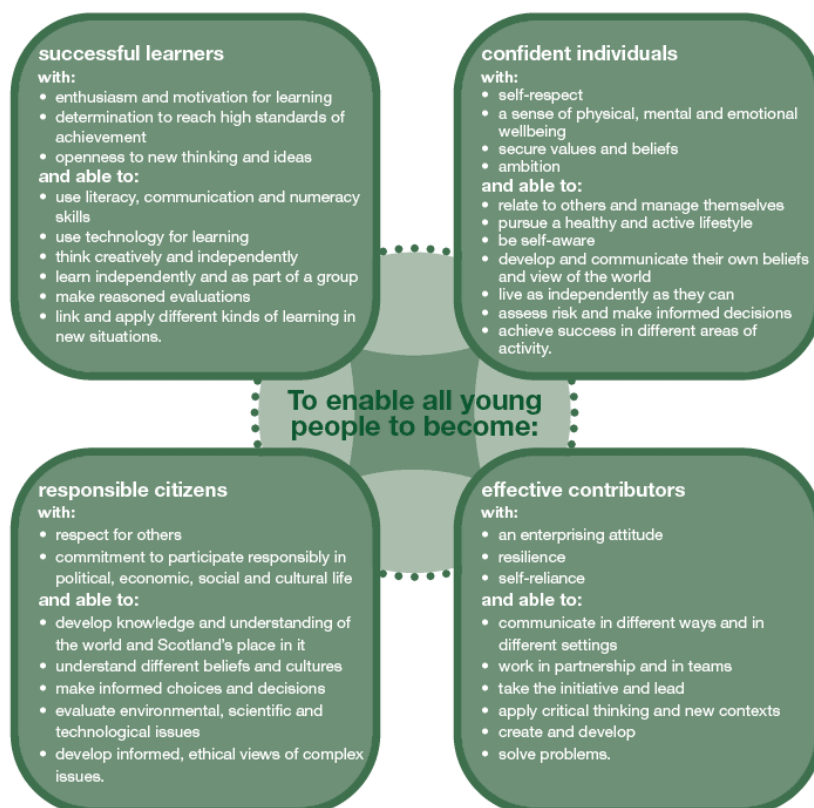 successful learners
with:
• enthusiasm and motivation for learning
• determination to reach high standards of
achievement
• openness to new thinking and ideas
and able to:
• use literacy, communication and numeracy
skills
• use technology for learning
• think creatively and independently
• learn independently and as part of a group
• make reasoned evaluations
• link and apply different kinds of learning in
new situations.
confident individuals
with:
• self-respect
• a sense of physical, mental and emotional
wellbeing
• secure values and beliefs
• ambition
and able to:
• relate to others and manage themselves
• pursue a healthy and active lifestyle
• be self-aware
• develop and communicate their own beliefs
and view of the world
• live as independently as they can
• assess risk and make informed decisions
• achieve success in different areas of
activity.
To enable all young
people to become:
responsible citizens
with:
• respect for others
• commitment to participate responsibly in
political, economic, social and cultural life
and able to:
• develop knowledge and understanding of
the world and Scotland's place in it
• understand different beliefs and cultures
• make informed choices and decisions
• evaluate environmental, scientific and
technological issues
• develop informed, ethical views of complex
issues.
effective contributors
with:
• an enterprising attitude
• resilience
• self-reliance
and able to:
• communicate in different ways and in
different settings
• work in partnership and in teams
• take the initiative and lead
• apply critical thinking and new contexts
• create and develop
• solve problems.